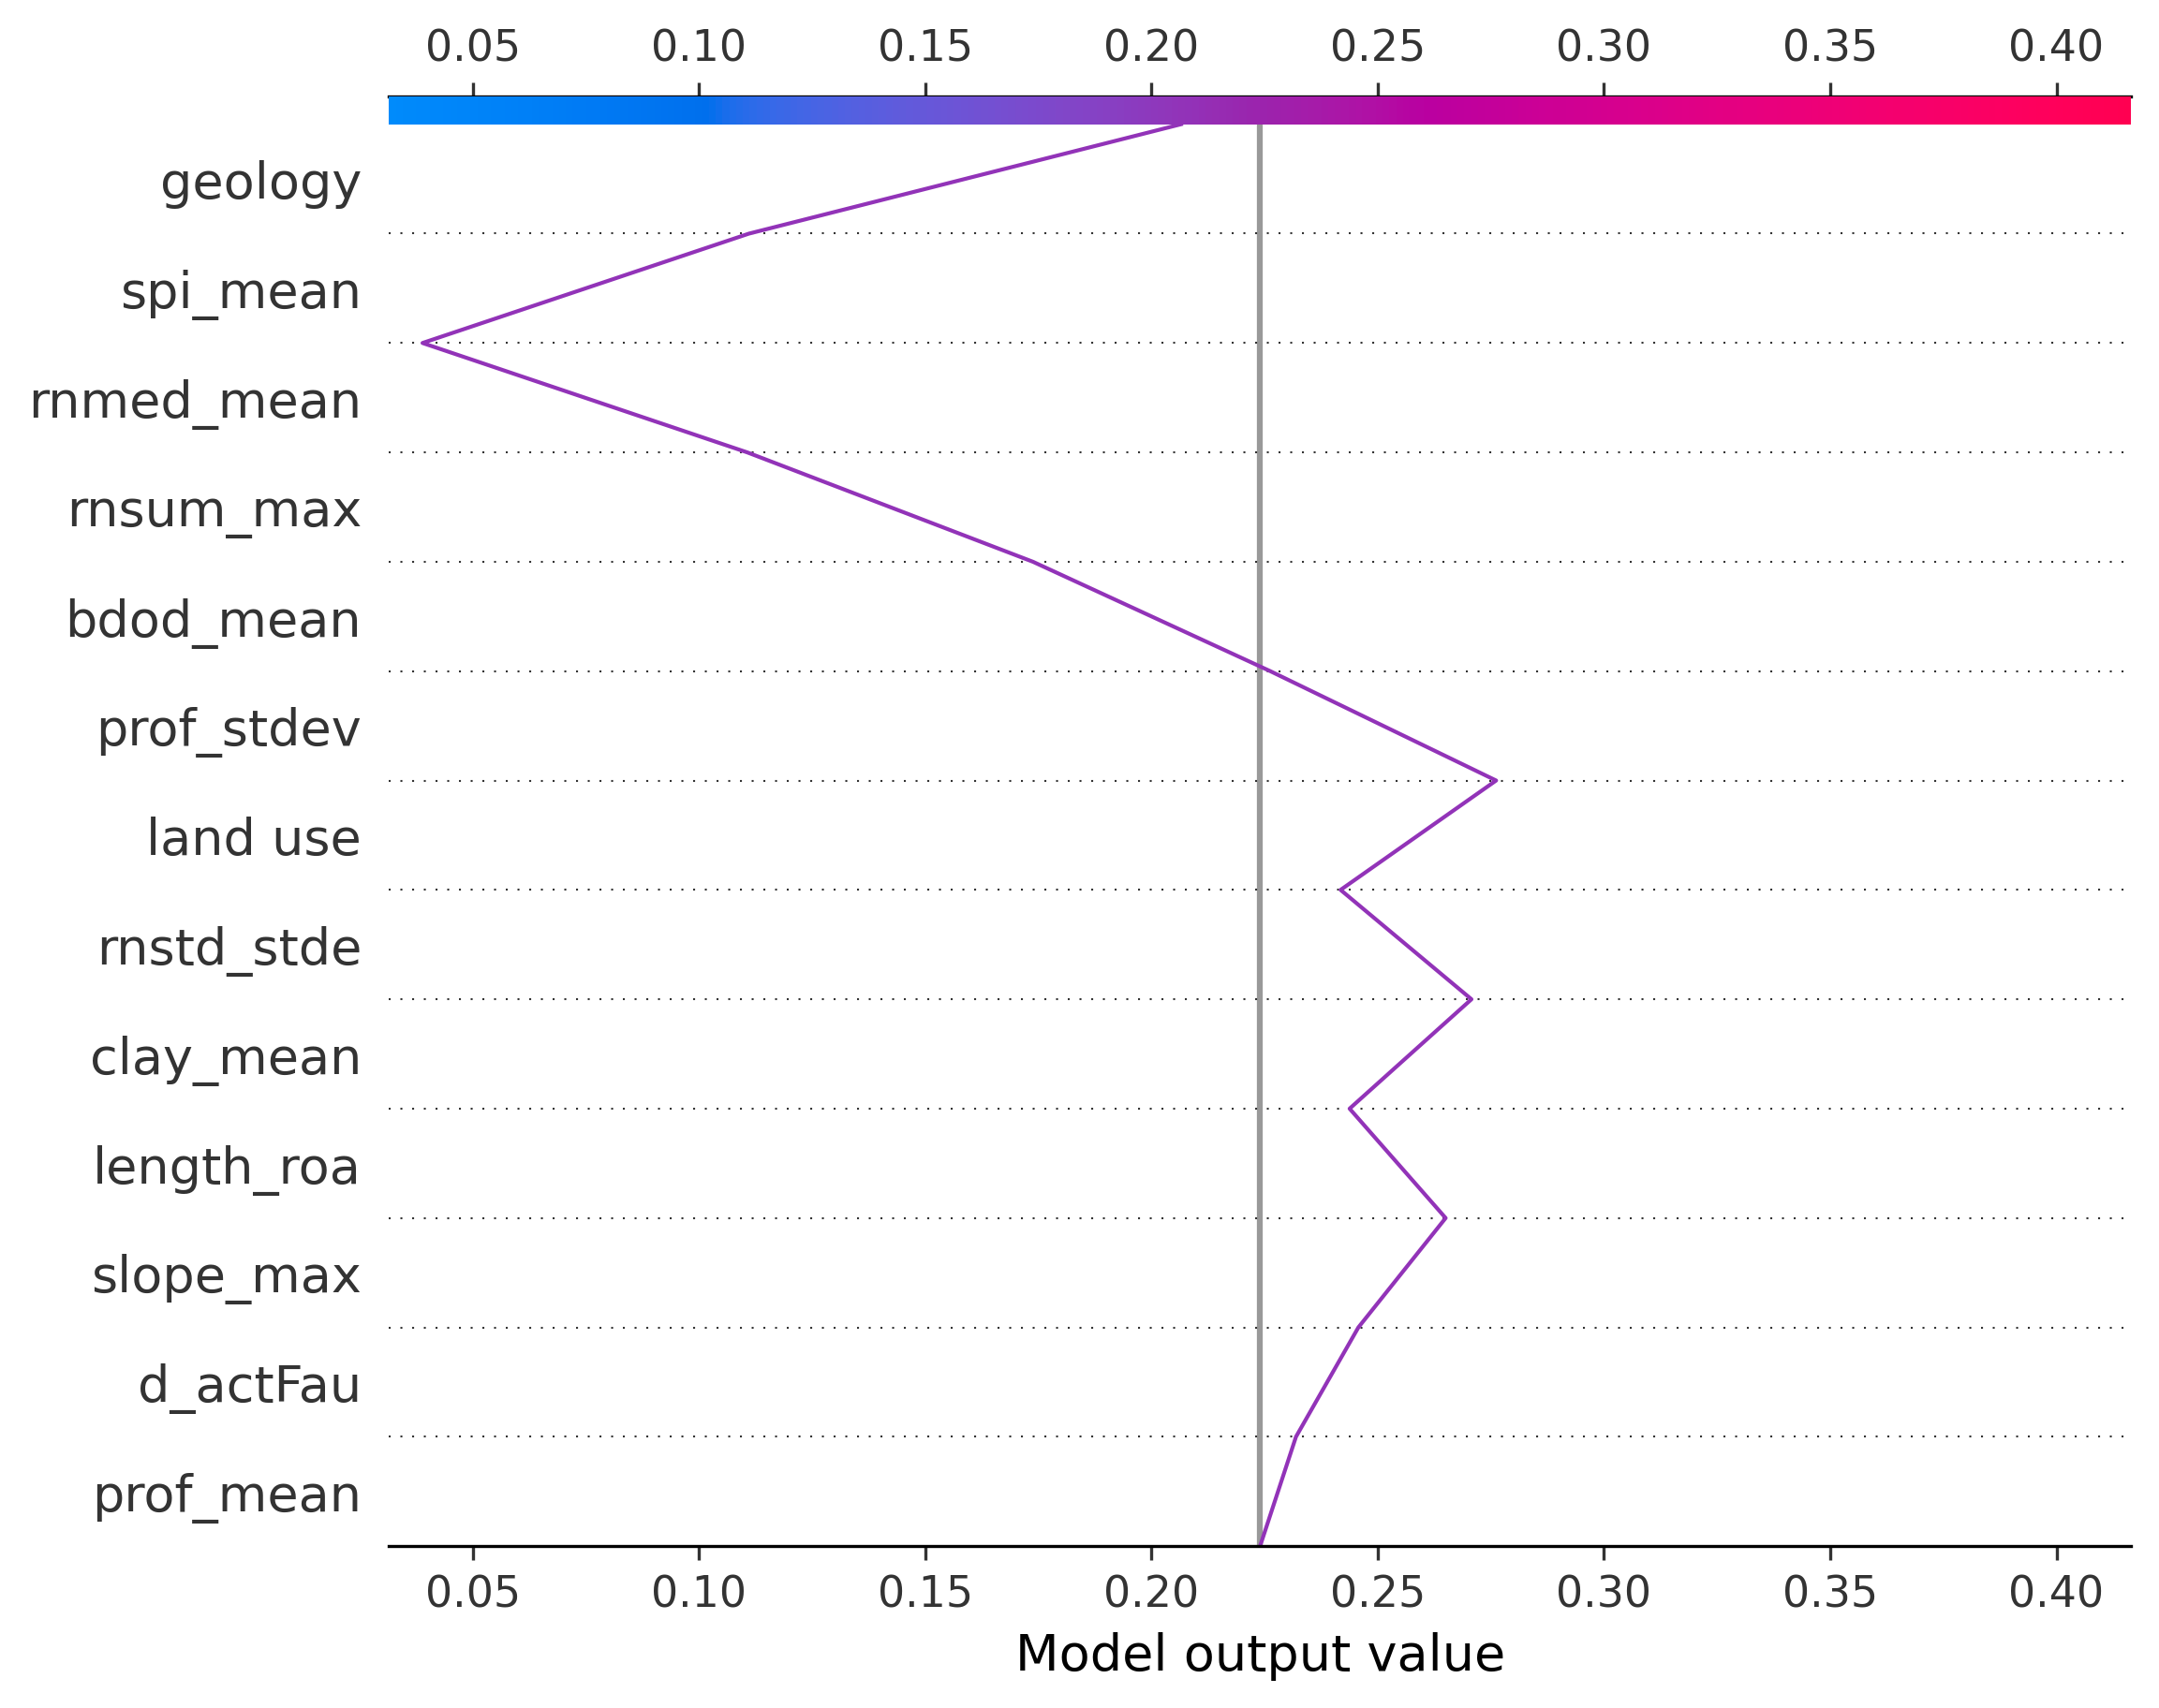 0.05 0.10 0.15 0.20 0.25 0.30 0.35 0.40
geology
spi_mean
rnmed_mean
rnsum_max
bdod_mean
prof_stdev
land use
rnstd_stde
clay_mean
length_roa
slope_max
d_actFau
prof_mean
0.05 0.10 0.15 0.20 0.25 0.30 0.35 0.40
Model output value